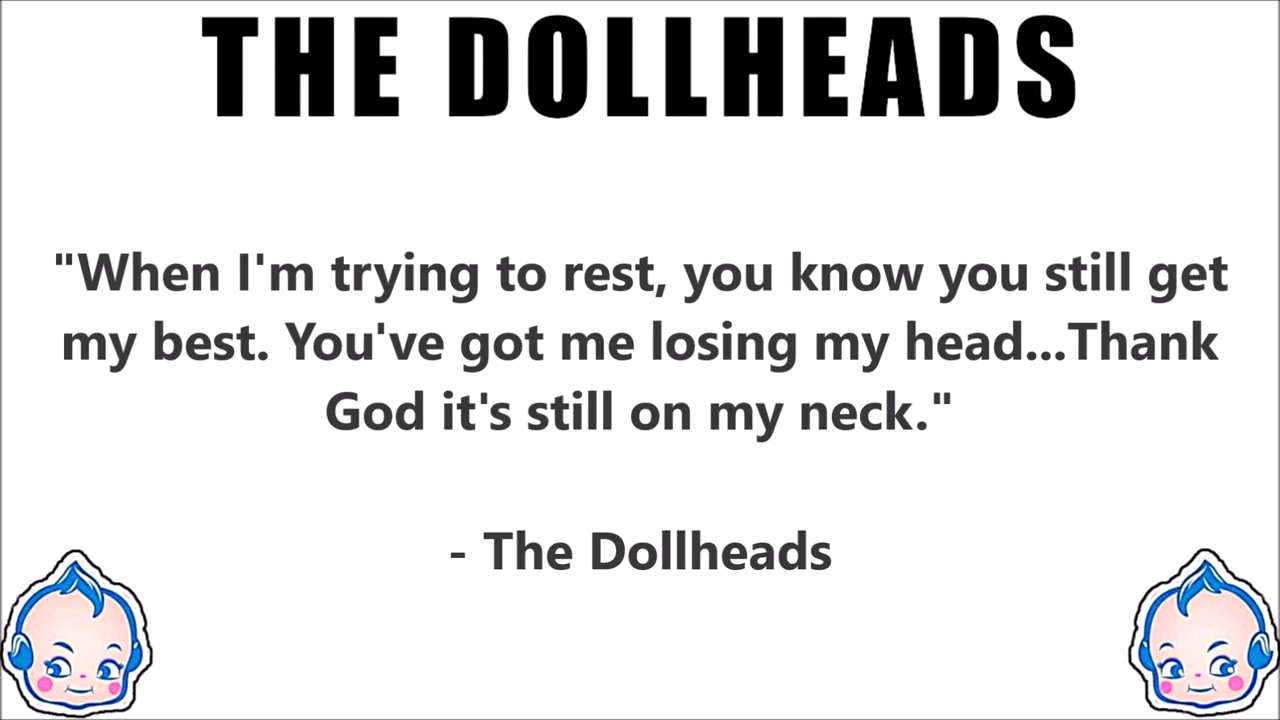 THE DOLLHEADS
"When I'm trying to rest, you know you still get
my best. You've got me losing my head...Thank
God it's still on my neck."
- The Dollheads